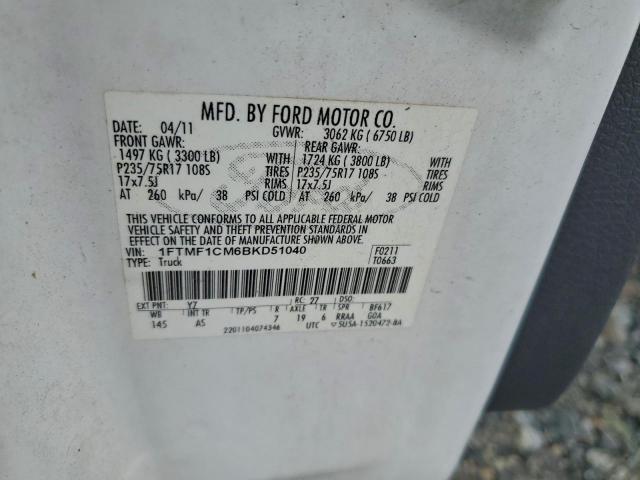 MFD. BY FORD MOTOR CO.
DATE: 04/11 GVWR: 3062 KG ( 6750 LB)
FRONT GAWR: REAR GAWR:
1497 KG ( 3300 LB) WITH 1724 KG ( 3800 LB) WITH
P235/75R17 108S TIRES P235/75R17 108S TIRES
17x7.5J RIMS 17x7.5J RIMS
AT 260 kPa/ 38 PSI COLD AT 260 kPa/ 38 PSI COLD
Ford
THIS VEHICLE CONFORMS TO ALL APPLICABLE FEDERAL MOTOR
VEHICLE SAFETY AND THEFT PREVENTION STANDARDS IN
EFFECT ON THE DATE OF MANUFACTURE SHOWN ABOVE.
VIN: 1FTMF1CM6BKD51040 F0211
TYPE: Truck T0663
EXT PNT: Y7 RC: 27 DSO:
WB INT TR TP/PS R AXLE TR SPR BF617
145 AS 7 19 6 RRAA G0A
2201104074346 UTC ▼5U5A-1520472-BA